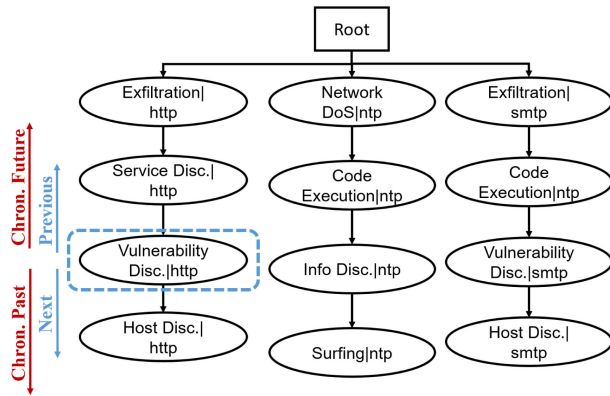 Root
Exfiltration|
http
Network
DoS|ntp
Exfiltration|
smtp
Service Disc.|
http
Code
Execution|ntp
Code
Execution|ntp
Vulnerability
Disc.|http
Info Disc.|ntp
Vulnerability
Disc.|smtp
Host Disc.|
http
Surfing|ntp
Host Disc.|
smtp
Chron. Future
Previous
Chron. Past
Next